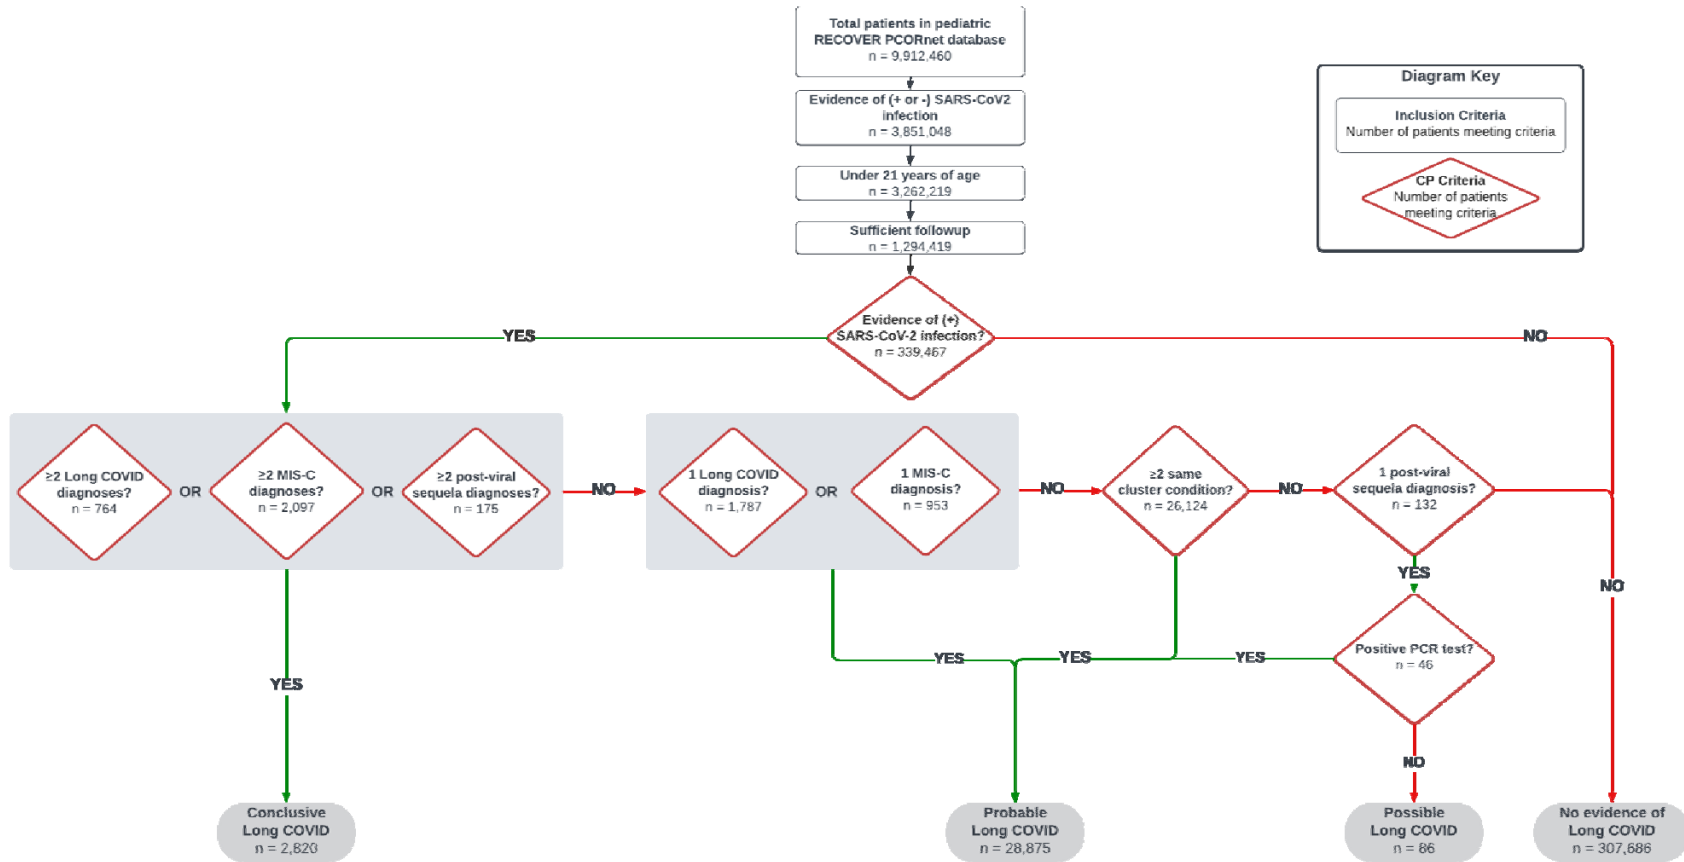 Total patients in pediatric
RECOVER PCORnet database
n = 9,912,460
Evidence of (+ or -) SARS-CoV2
infection
n = 3,851,048
Under 21 years of age
n = 3,262,219
Sufficient followup
n = 1,294,419
Diagram Key
Inclusion Criteria
Number of patients meeting criteria
CP Criteria
Number of patients
meeting criteria
Evidence of (+)
SARS-CoV-2 infection?
n = 339,467
YES
NO
≥2 Long COVID
diagnoses?
n = 764
OR
≥2 MIS-C
diagnoses?
n = 2,097
OR
≥2 post-viral
sequela diagnoses?
n = 175
NO
1 Long COVID
diagnosis?
n = 1,787
OR
1 MIS-C
diagnosis?
n = 953
NO
≥2 same
cluster condition?
n = 26,124
NO
1 post-viral
sequela diagnosis?
n = 132
YES
NO
Positive PCR test?
n = 46
YES
YES
YES
YES
NO
Conclusive
Long COVID
n = 2,820
Probable
Long COVID
n = 28,875
Possible
Long COVID
n = 86
No evidence of
Long COVID
n = 307,686